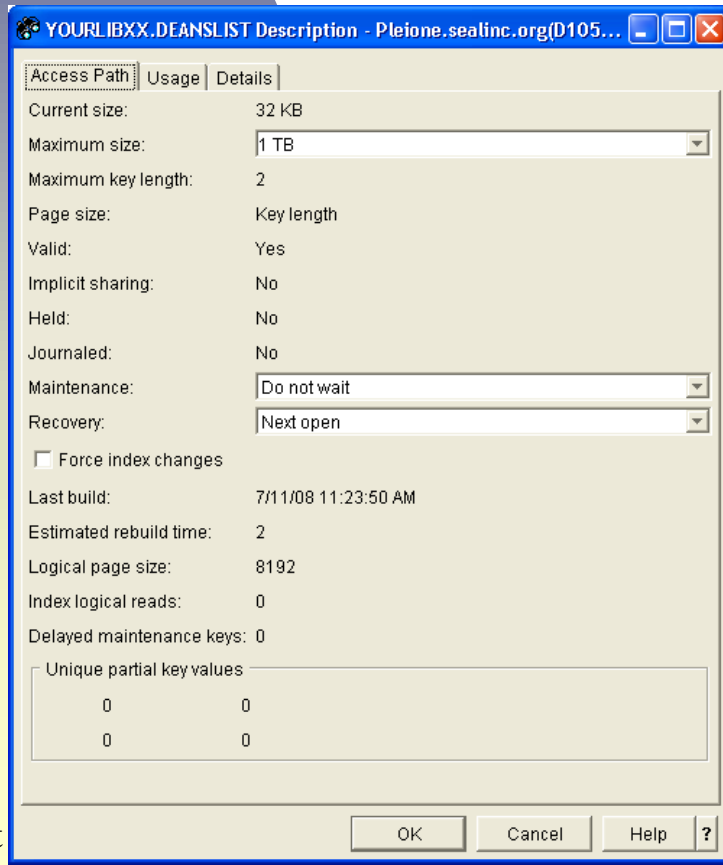 YOURLIBXX.DEANSLIST Description - Pleione.sealinc.org(D105...
Access Path Usage Details
Current size: 32 KB
Maximum size: 1 TB
Maximum key length: 2
Page size: Key length
Valid: Yes
Implicit sharing: No
Held: No
Journaled: No
Maintenance: Do not wait
Recovery: Next open
Force index changes
Last build: 7/11/08 11:23:50 AM
Estimated rebuild time: 2
Logical page size: 8192
Index logical reads: 0
Delayed maintenance keys: 0
Unique partial key values
0 0
0 0
OK Cancel Help ?